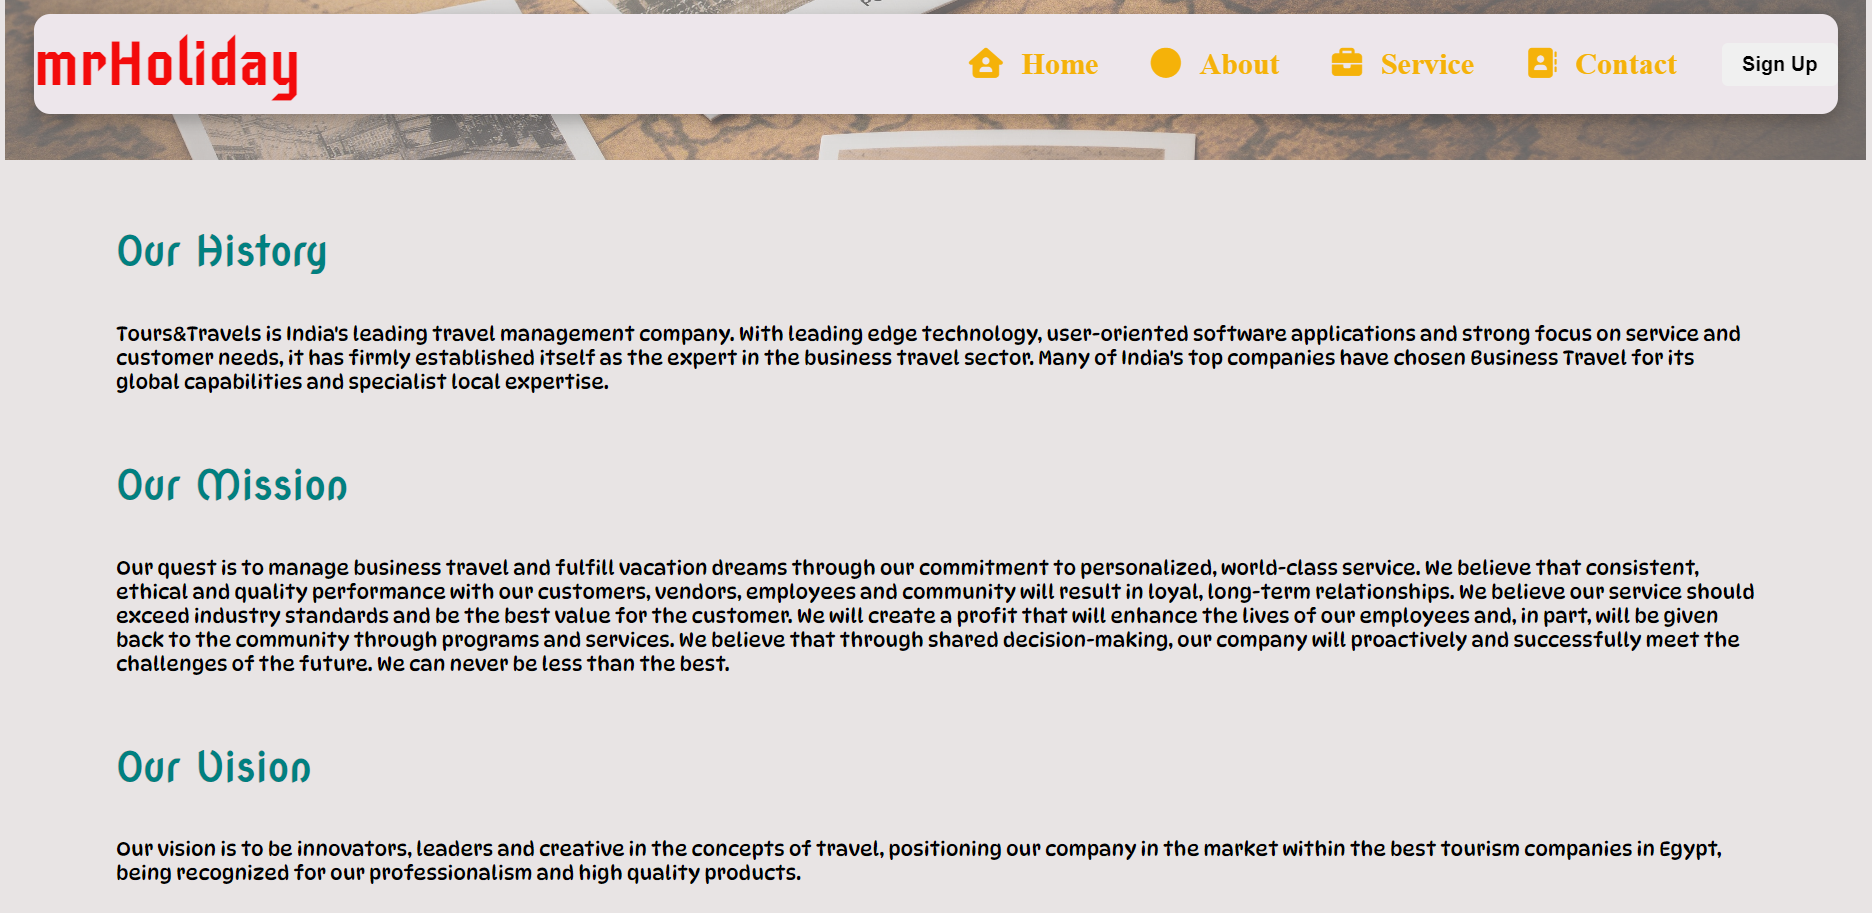 mrHoliday
Home
About
Service
Contact
Sign Up
Our History
Tours&Travels is India's leading travel management company. With leading edge technology, user-oriented software applications and strong focus on service and
customer needs, it has firmly established itself as the expert in the business travel sector. Many of India's top companies have chosen Business Travel for its
global capabilities and specialist local expertise.
Our Mission
Our quest is to manage business travel and fulfill vacation dreams through our commitment to personalized, world-class service. We believe that consistent,
ethical and quality performance with our customers, vendors, employees and community will result in loyal, long-term relationships. We believe our service should
exceed industry standards and be the best value for the customer. We will create a profit that will enhance the lives of our employees and, in part, will be given
back to the community through programs and services. We believe that through shared decision-making, our company will proactively and successfully meet the
challenges of the future. We can never be less than the best.
Our Vision
Our vision is to be innovators, leaders and creative in the concepts of travel, positioning our company in the market within the best tourism companies in Egypt,
being recognized for our professionalism and high quality products.